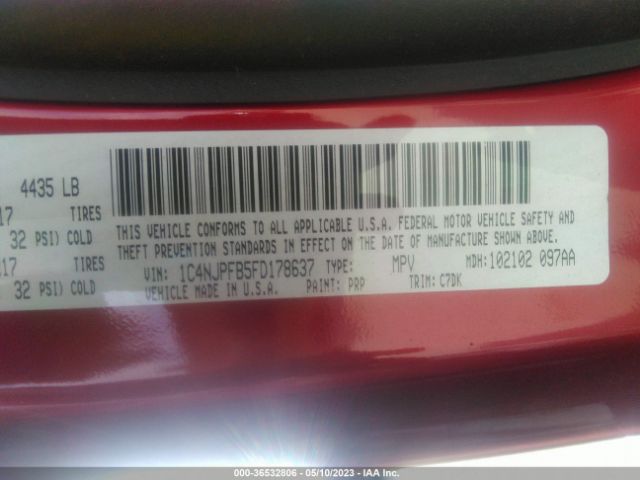 4435 LB
17 TIRES
32 PSI) COLD
17 TIRES
32 PSI) COLD
THIS VEHICLE CONFORMS TO ALL APPLICABLE U.S.A. FEDERAL MOTOR VEHICLE SAFETY AND
THEFT PREVENTION STANDARDS IN EFFECT ON THE DATE OF MANUFACTURE SHOWN ABOVE.
VIN: 1C4NJPFB5FD178637 TYPE: MPV MDH: 102102 097AA
VEHICLE MADE IN U.S.A. PAINT: PRP TRIM: C7DK
000-36532806 - 05/10/2023 - IAA Inc.